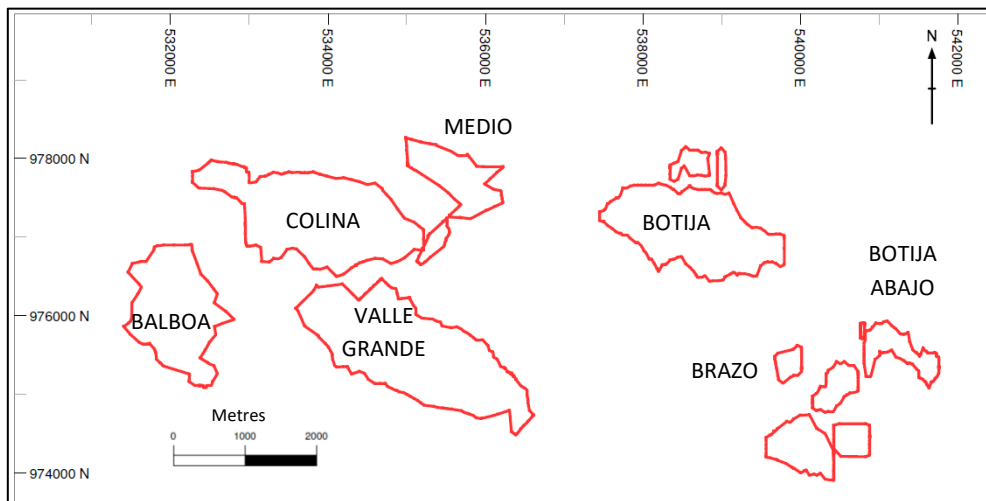 532000 E
534000 E
536000 E
538000 E
540000 E
542000 E
N
MEDIO
978000 N
COLINA
BOTIJA
BOTIJA
ABAJO
976000 N
BALBOA
VALLE
GRANDE
BRAZO
Metres
0
1000
2000
974000 N